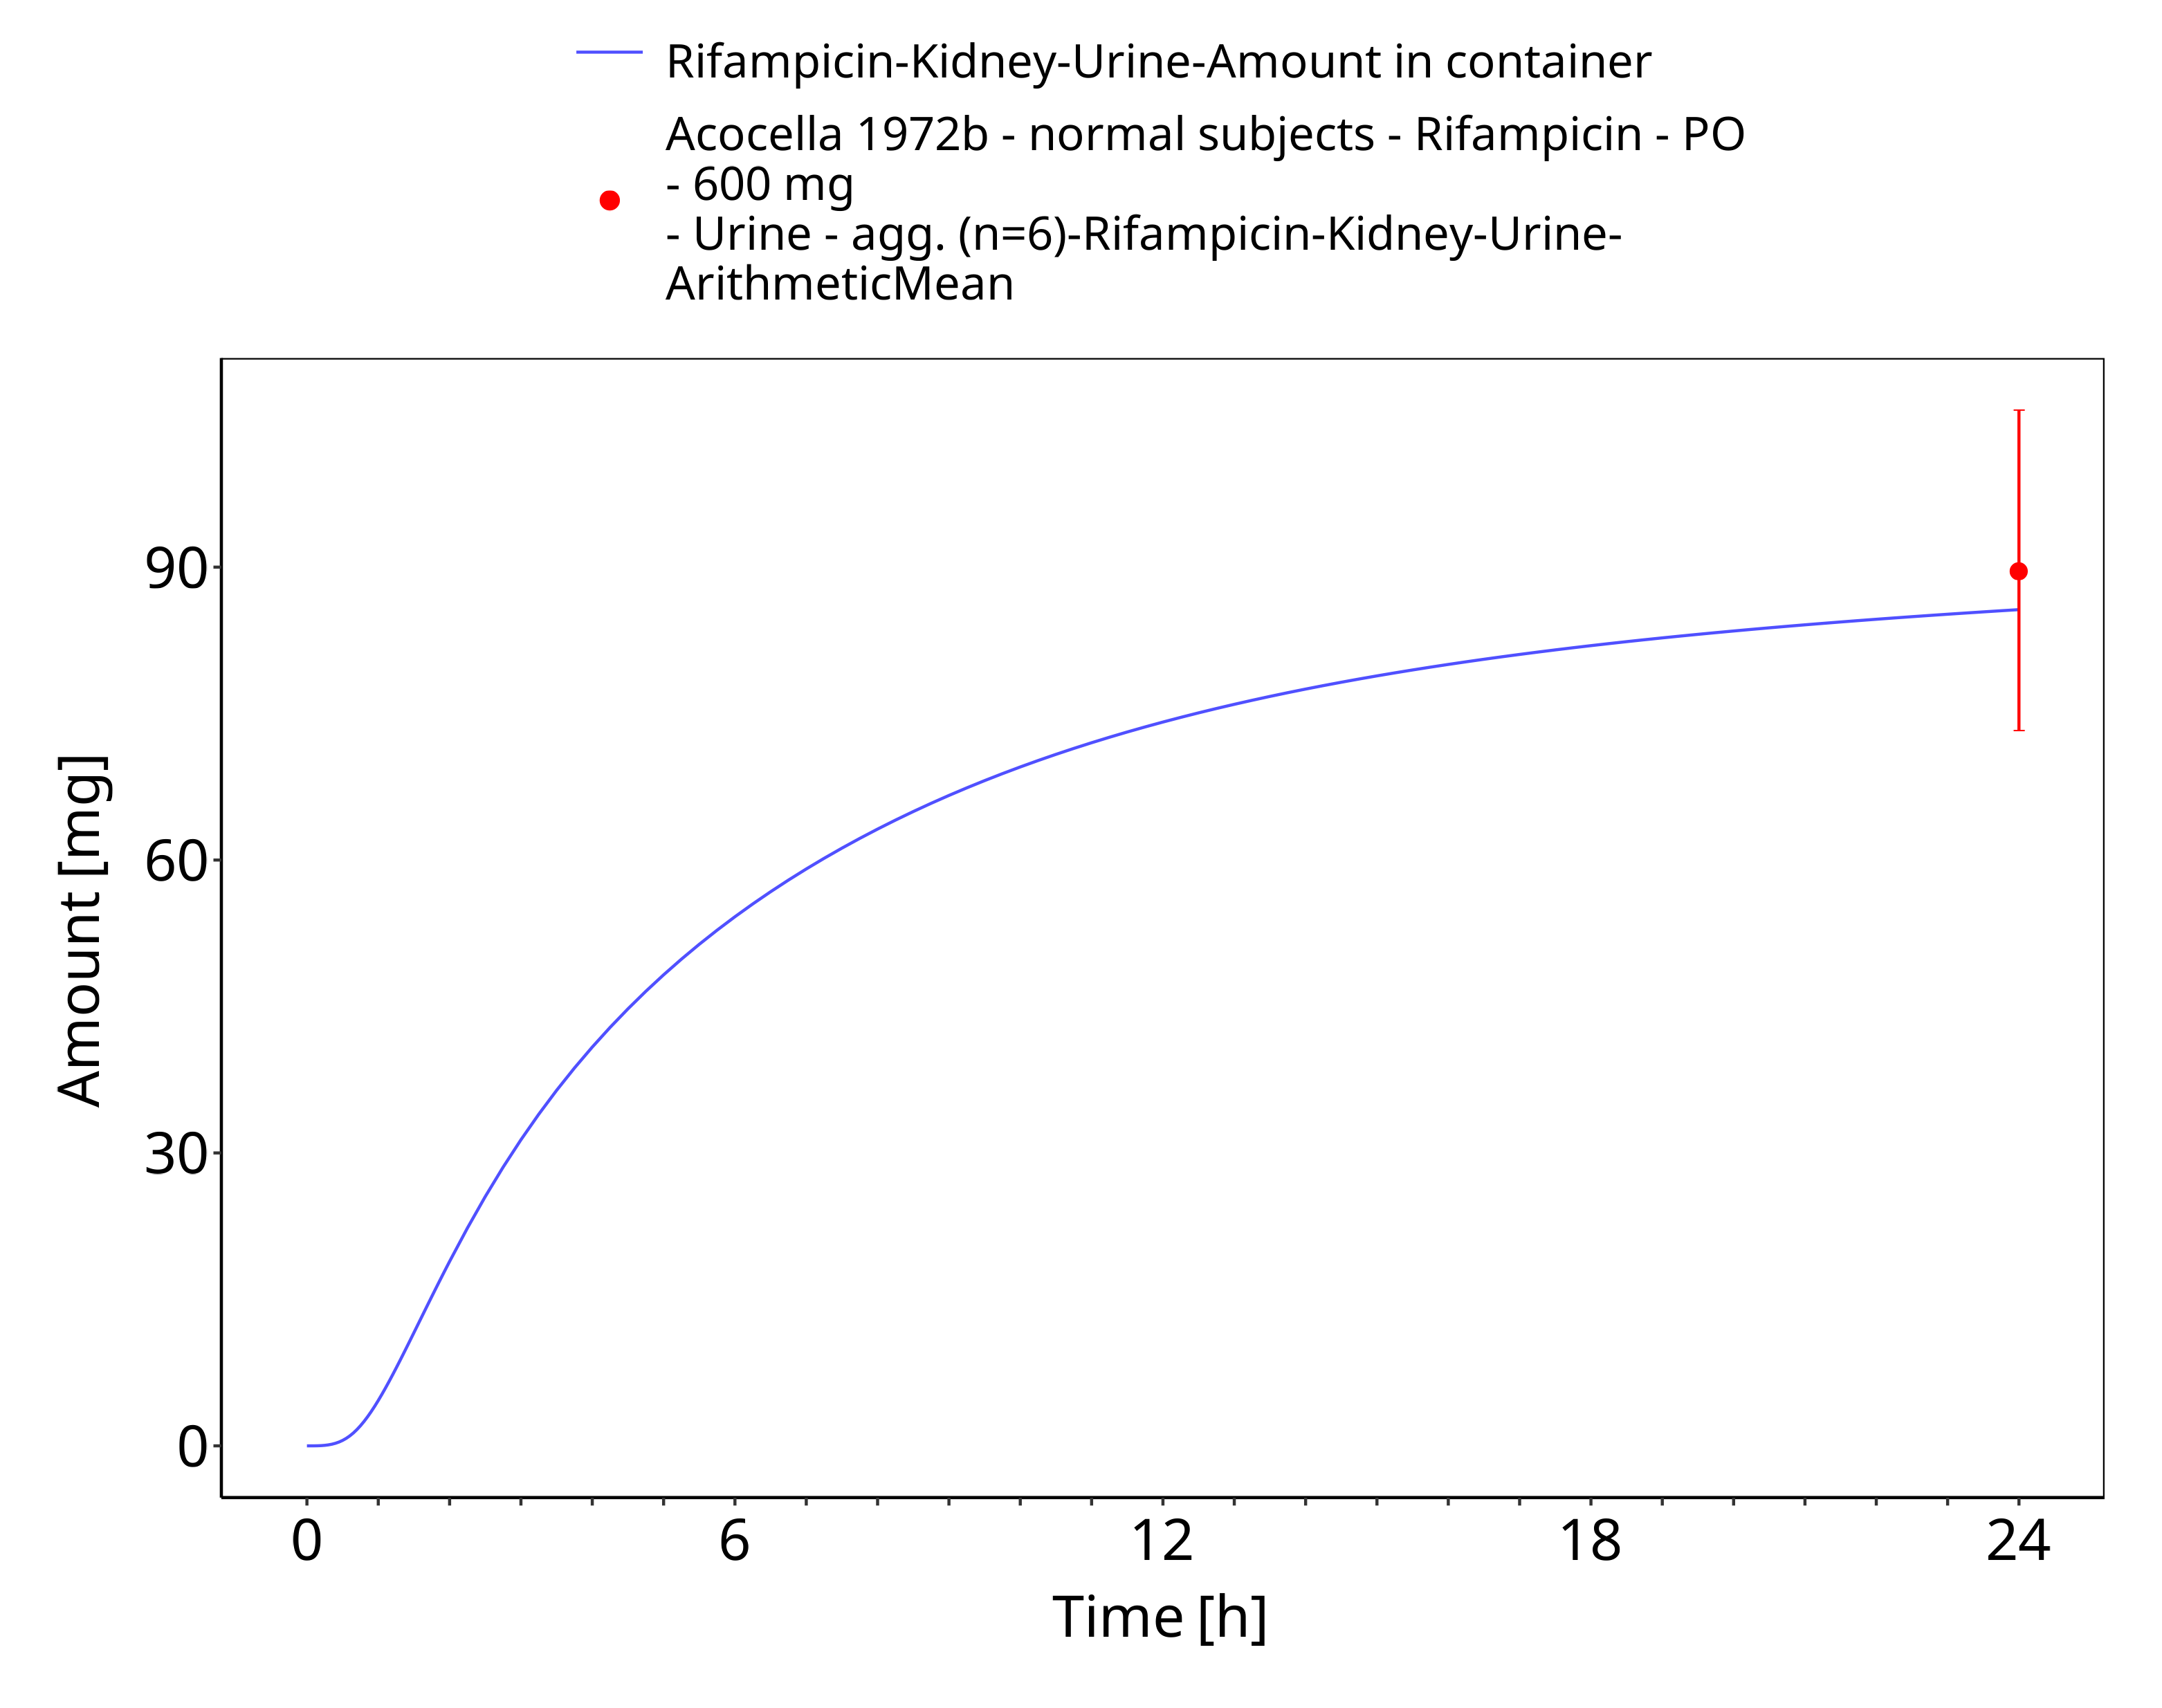 Rifampicin-Kidney-Urine-Amount in container
Acocella 1972b - normal subjects - Rifampicin - PO
- 600 mg
- Urine - agg. (n=6)-Rifampicin-Kidney-Urine-
ArithmeticMean
90
60
30
0
Amount [mg]
0 6 12 18 24
Time [h]